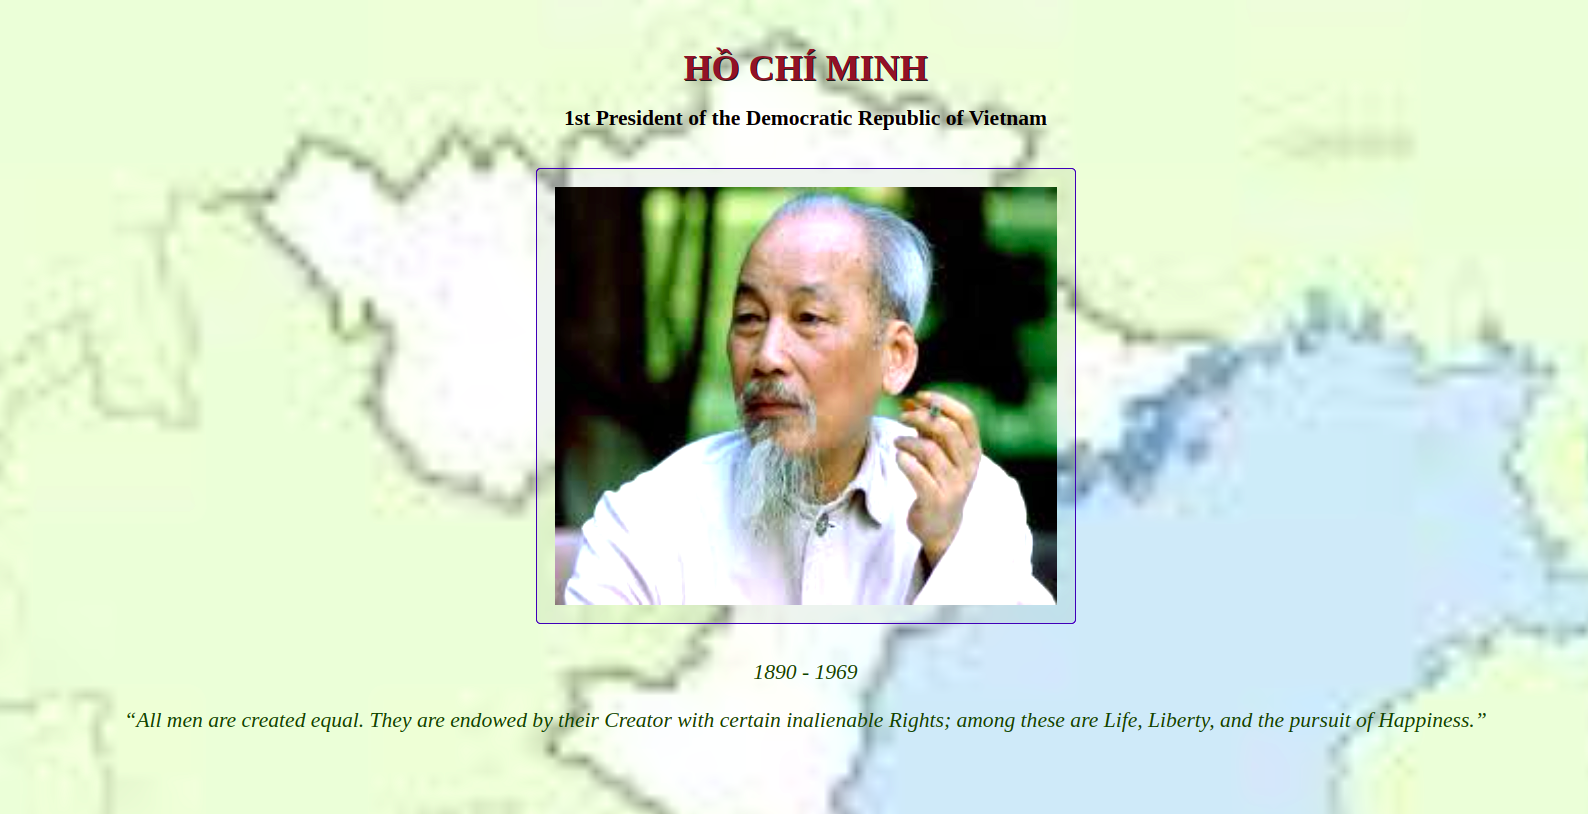 HỒ CHÍ MINH
1st President of the Democratic Republic of Vietnam
1890 - 1969
“All men are created equal. They are endowed by their Creator with certain inalienable Rights; among these are Life, Liberty, and the pursuit of Happiness.”